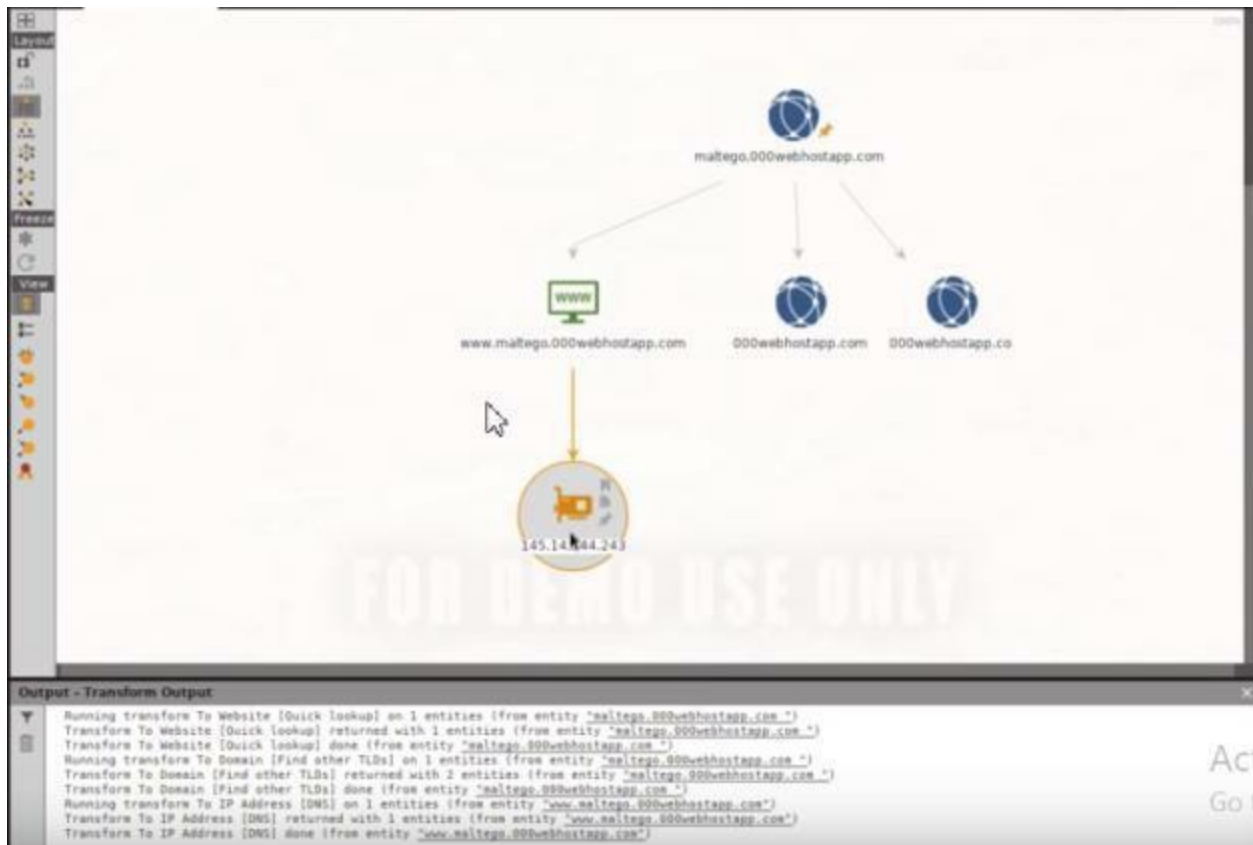 Layout
Freeze
View
maltego.000webhostapp.com
www
www.maltego.000webhostapp.com
000webhostapp.com
000webhostapp.co
FOR DEMO USE ONLY
Output - Transform Output
Running transform To Website [Quick lookup] on 1 entities (from entity "maltego.000webhostapp.com ")
Transform To Website [Quick lookup] returned with 1 entities (from entity "maltego.000webhostapp.com ")
Transform To Website [Quick lookup] done (from entity "maltego.000webhostapp.com ")
Running transform To Domain [Find other TLDs] on 1 entities (from entity "maltego.000webhostapp.com ")
Transform To Domain [Find other TLDs] returned with 2 entities (from entity "maltego.000webhostapp.com ")
Transform To Domain [Find other TLDs] done (from entity "maltego.000webhostapp.com ")
Running transform To IP Address [DNS] on 1 entities (from entity "www.maltego.000webhostapp.com")
Transform To IP Address [DNS] returned with 1 entities (from entity "www.maltego.000webhostapp.com")
Transform To IP Address [DNS] done (from entity "www.maltego.000webhostapp.com")
Go